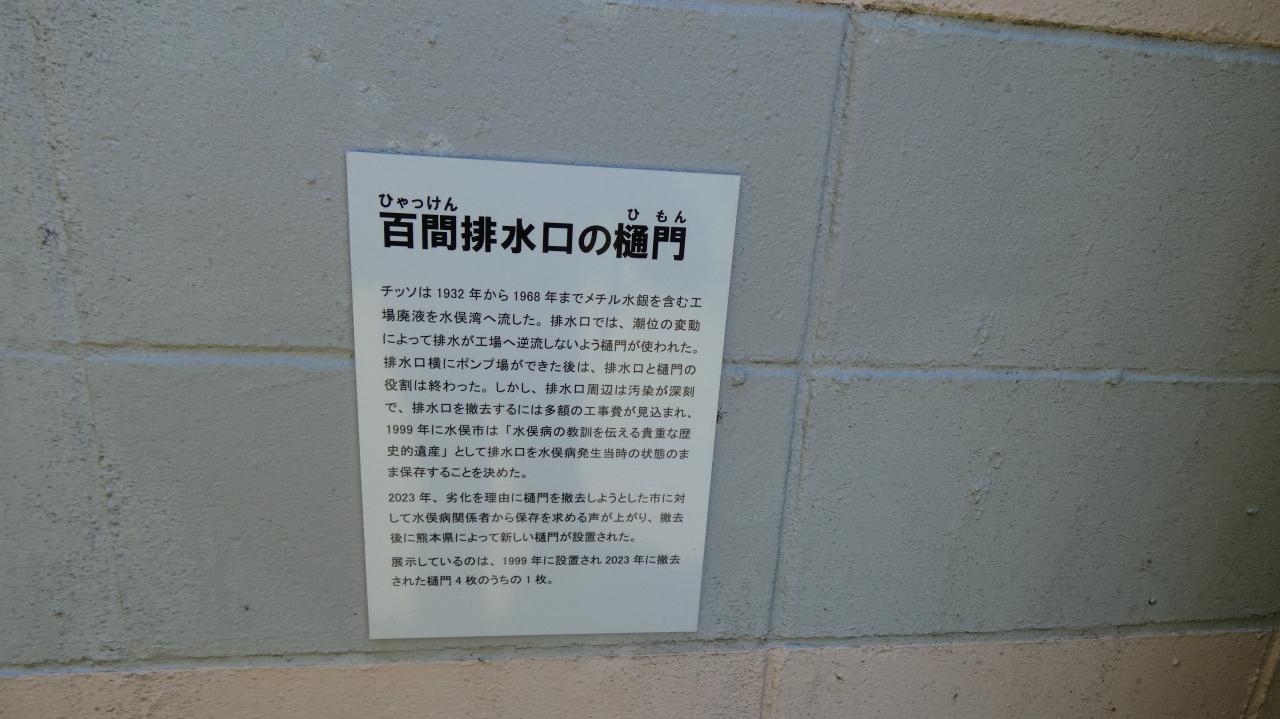 ひゃっけん ひもん
百間排水口の樋門
チッソは 1932 年から 1968 年までメチル水銀を含む工
場廃液を水俣湾へ流した。排水口では、潮位の変動
によって排水が工場へ逆流しないよう樋門が使われた。
排水口横にポンプ場ができた後は、排水口と樋門の
役割は終わった。しかし、排水口周辺は汚染が深刻
で、排水口を撤去するには多額の工事費が見込まれ、
1999 年に水俣市は「水俣病の教訓を伝える貴重な歴
史的遺産」として排水口を水俣病発生当時の状態のま
ま保存することを決めた。
2023 年、劣化を理由に樋門を撤去しようとした市に対
して水俣病関係者から保存を求める声が上がり、撤去
後に熊本県によって新しい樋門が設置された。
展示しているのは、1999 年に設置され 2023 年に撤去
された樋門 4 枚のうちの 1 枚。